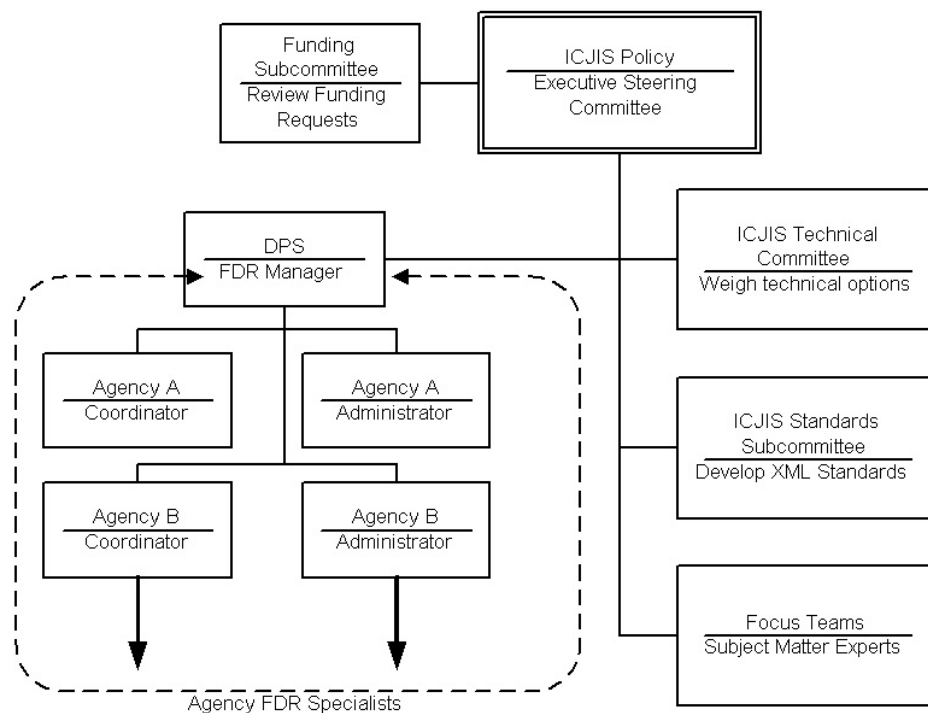 Funding
Subcommittee
Review Funding
Requests
ICJIS Policy
Executive Steering
Committee
DPS
FDR Manager
ICJIS Technical
Committee
Weigh technical options
Agency A
Coordinator
Agency A
Administrator
ICJIS Standards
Subcommittee
Develop XML Standards
Agency B
Coordinator
Agency B
Administrator
Focus Teams
Subject Matter Experts
Agency FDR Specialists